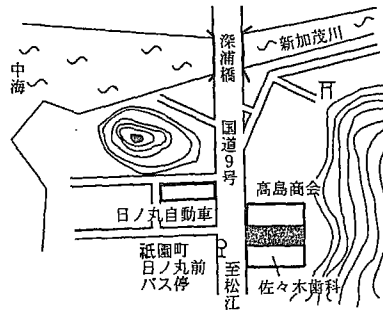 深浦橋
新加茂川
中海
国道9号
高島商会
日ノ丸自動車
祇園町
日ノ丸前
バス停
至松江
佐々木歯科